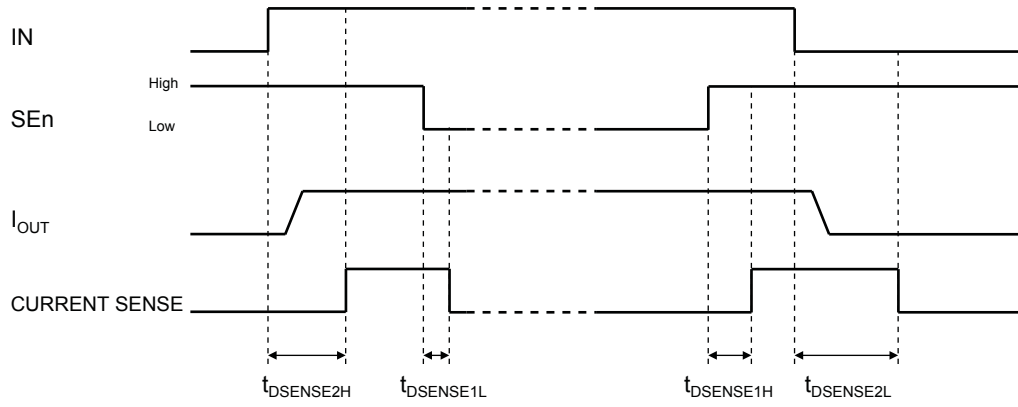 IN
High
SEn
Low
IOUT
CURRENT SENSE
tDSENSE2H
tDSENSE1L
tDSENSE1H
tDSENSE2L